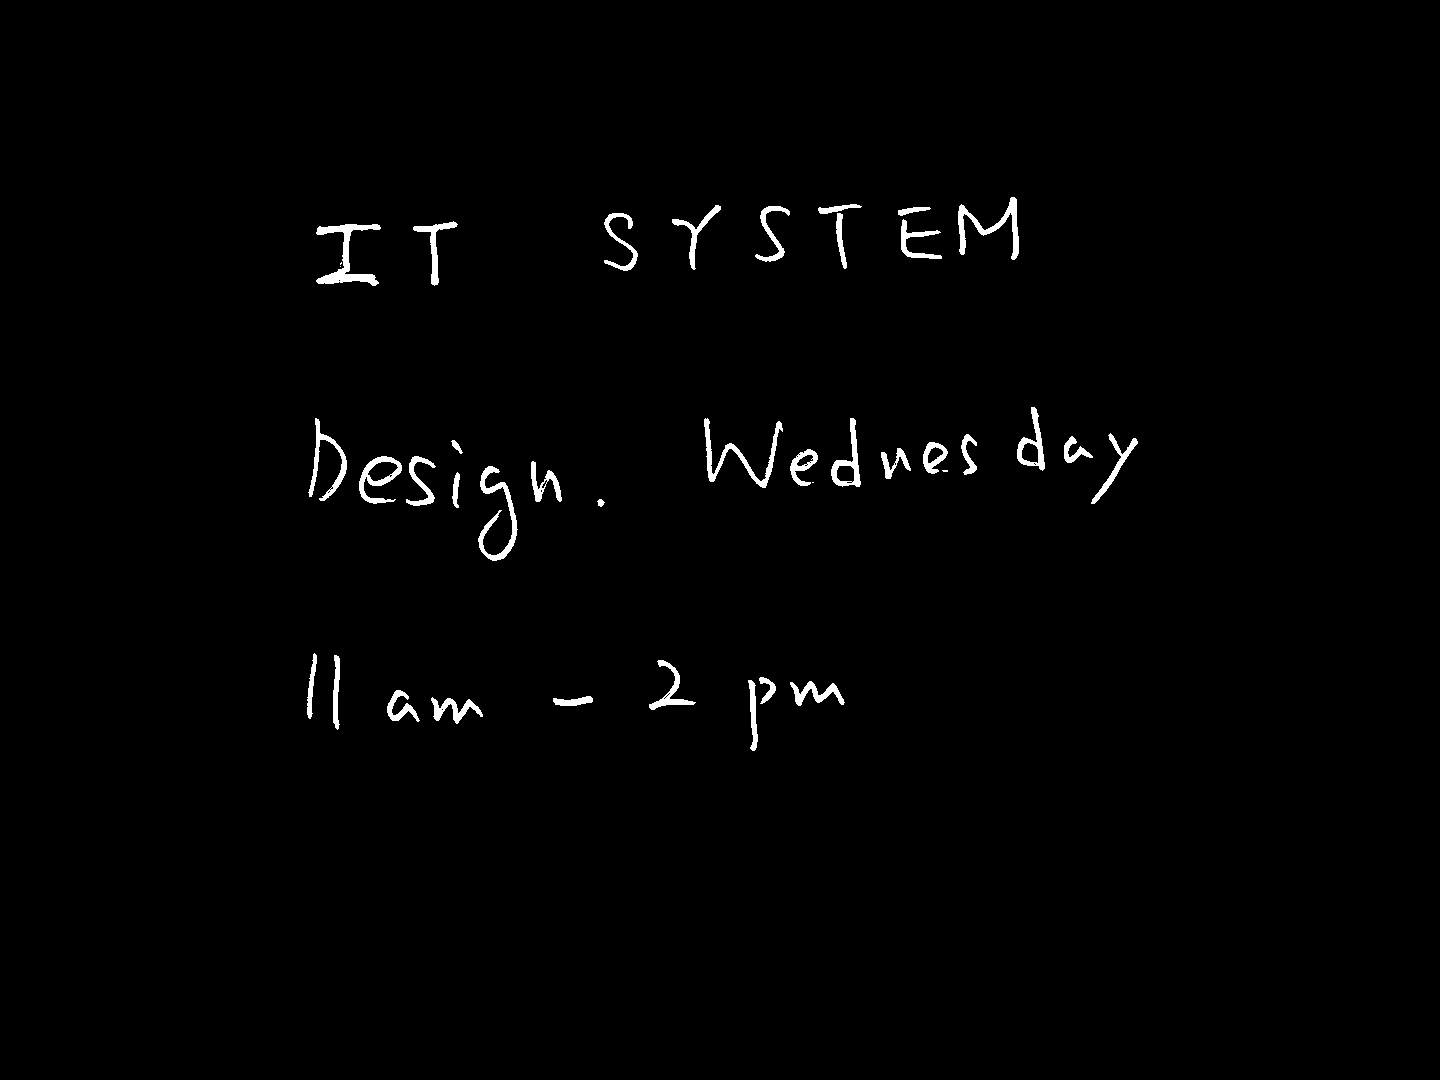 IT SYSTEM
Design. Wednesday
11 am - 2 pm